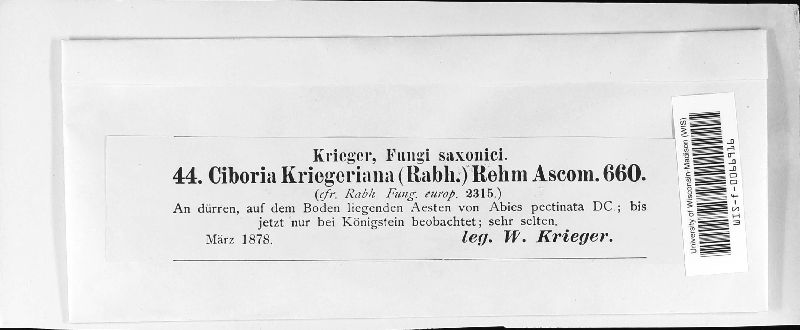 Krieger, Fungi saxonici.
44. Ciboria Kriegeriana (Rabh.) Rehm Ascom. 660.
(cfr. Rabh. Fung. europ. 2315.)
An dürren, auf dem Boden liegenden Aesten von Abies pectinata DC.; bis
jetzt nur bei Königstein beobachtet; sehr selten.
März 1878. leg. W. Krieger.
University of Wisconsin-Madison (WIS)
WIS-f-0066916